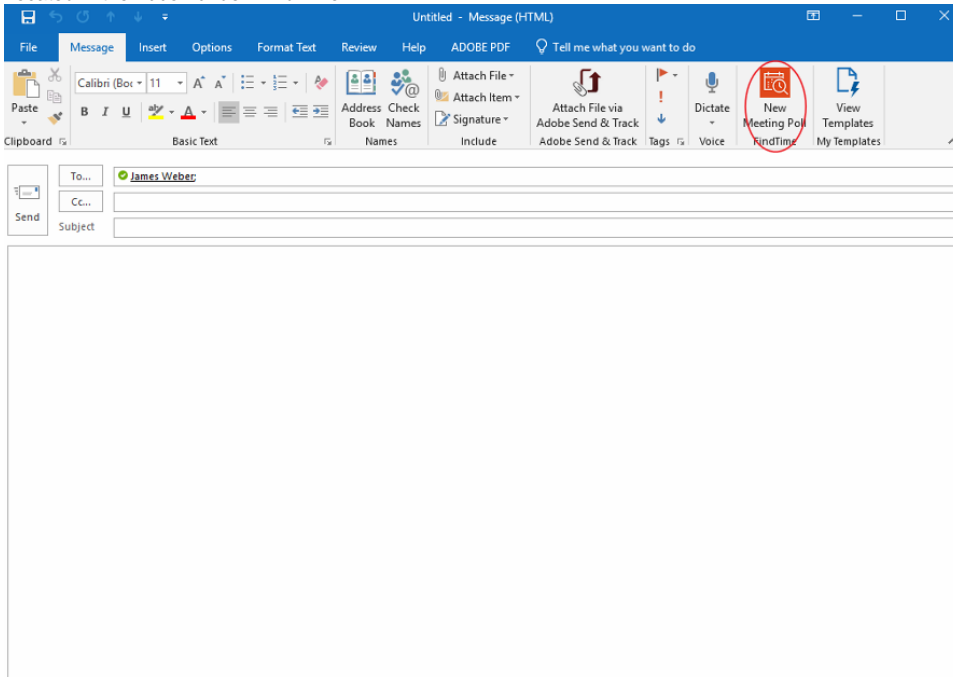 Untitled - Message (HTML)
File Message Insert Options Format Text Review Help ADOBE PDF Tell me what you want to do
Paste
Calibri (Boc 11
B I U
Address Book
Check Names
Attach File
Attach Item
Signature
Attach File via
Adobe Send & Track
Dictate
New
Meeting Poll
View
Templates
Clipboard Basic Text Names Include Adobe Send & Track Tags Voice FindTime My Templates
Send
To... James Weber;
Cc...
Subject